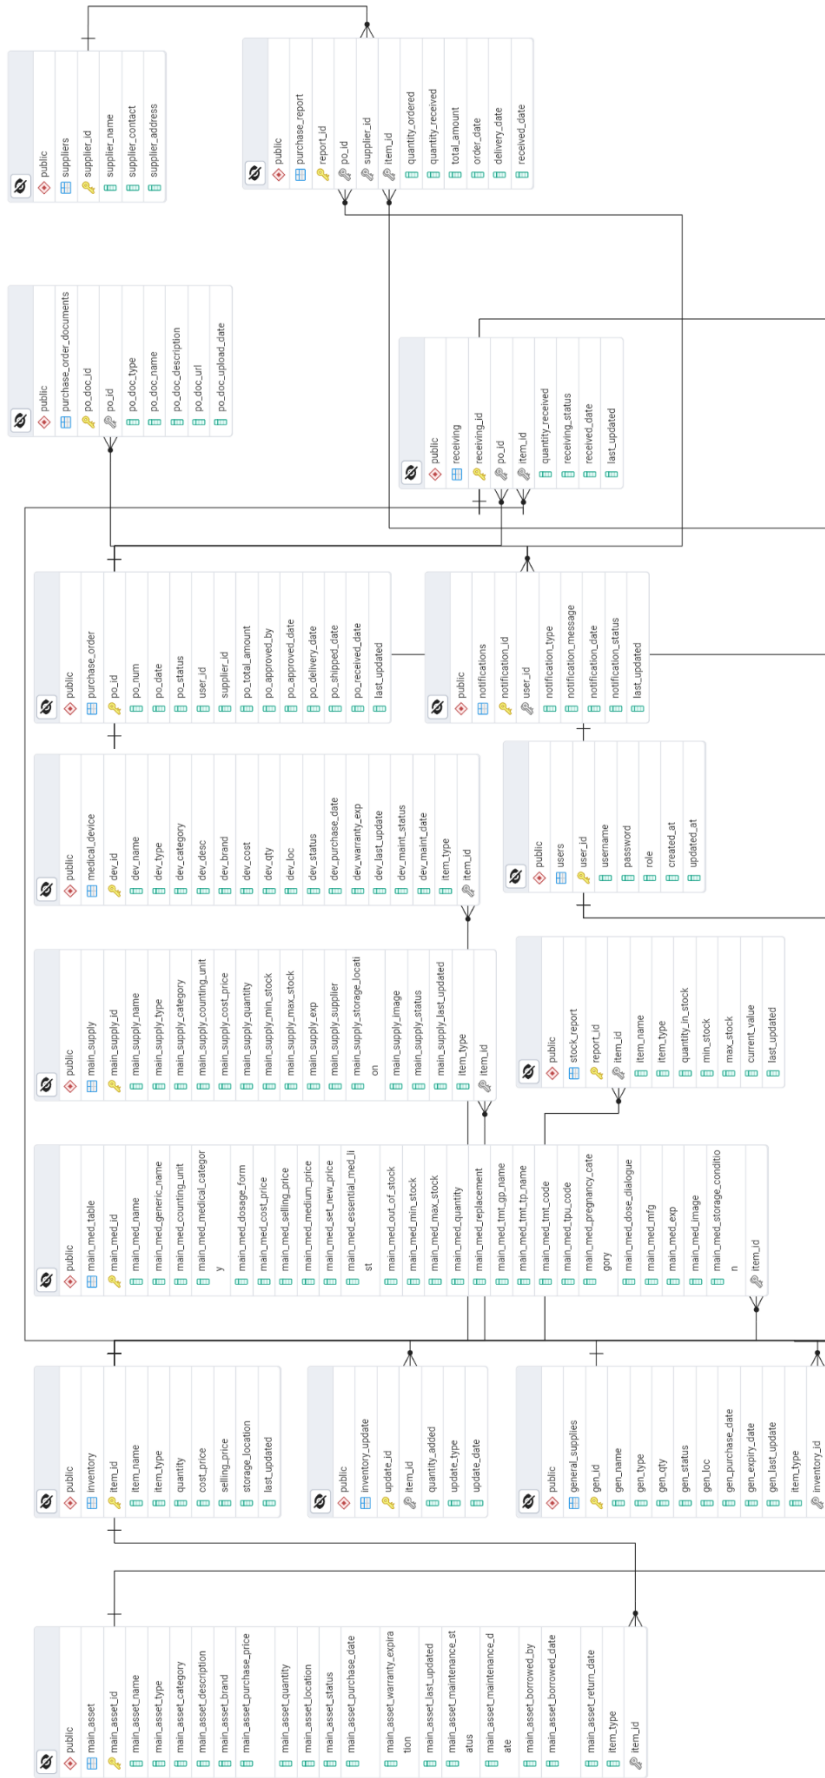 public
suppliers
supplier_id
supplier_name
supplier_contact
supplier_address
public
purchase_report
report_id
po_id
supplier_id
item_id
quantity_ordered
quantity_received
total_amount
order_date
delivery_date
received_date
public
purchase_order_documents
po_doc_id
po_id
po_doc_type
po_doc_name
po_doc_description
po_doc_url
po_doc_upload_date
public
receiving
receiving_id
po_id
item_id
quantity_received
receiving_status
received_date
last_updated
public
purchase_order
po_id
po_num
po_date
po_status
user_id
supplier_id
po_total_amount
po_approved_by
po_approved_date
po_delivery_date
po_shipped_date
po_received_date
last_updated
public
notifications
notification_id
user_id
notification_type
notification_message
notification_date
notification_status
last_updated
public
medical_device
dev_id
dev_name
dev_type
dev_category
dev_desc
dev_brand
dev_cost
dev_qty
dev_loc
dev_status
dev_purchase_date
dev_warranty_exp
dev_last_update
dev_maint_status
dev_maint_date
item_type
item_id
public
users
user_id
username
password
role
created_at
updated_at
public
main_supply
main_supply_id
main_supply_name
main_supply_type
main_supply_category
main_supply_counting_unit
main_supply_cost_price
main_supply_quantity
main_supply_min_stock
main_supply_max_stock
main_supply_exp
main_supply_supplier
main_supply_storage_locati
on
main_supply_image
main_supply_status
main_supply_last_updated
item_type
item_id
public
stock_report
report_id
item_id
item_name
item_type
quantity_in_stock
min_stock
max_stock
current_value
last_updated
public
main_med_table
main_med_id
main_med_name
main_med_generic_name
main_med_counting_unit
main_med_medical_categor
y
main_med_dosage_form
main_med_cost_price
main_med_selling_price
main_med_medium_price
main_med_set_new_price
main_med_essential_med_li
st
main_med_out_of_stock
main_med_min_stock
main_med_max_stock
main_med_quantity
main_med_replacement
main_med_tmt_gp_name
main_med_tmt_tp_name
main_med_tmt_code
main_med_tpu_code
main_med_pregnancy_cate
gory
main_med_dose_dialogue
main_med_mfg
main_med_exp
main_med_image
main_med_storage_conditio
n
item_id
public
inventory
item_id
item_name
item_type
quantity
cost_price
selling_price
storage_location
last_updated
public
inventory_update
update_id
item_id
quantity_added
update_type
update_date
public
general_supplies
gen_id
gen_name
gen_type
gen_qty
gen_status
gen_loc
gen_purchase_date
gen_expiry_date
gen_last_update
item_type
inventory_id
public
main_asset
main_asset_id
main_asset_name
main_asset_type
main_asset_category
main_asset_description
main_asset_brand
main_asset_purchase_price
main_asset_quantity
main_asset_location
main_asset_status
main_asset_purchase_date
main_asset_warranty_expira
tion
main_asset_last_updated
main_asset_maintenance_st
atus
main_asset_maintenance_d
ate
main_asset_borrowed_by
main_asset_borrowed_date
main_asset_return_date
item_type
item_id